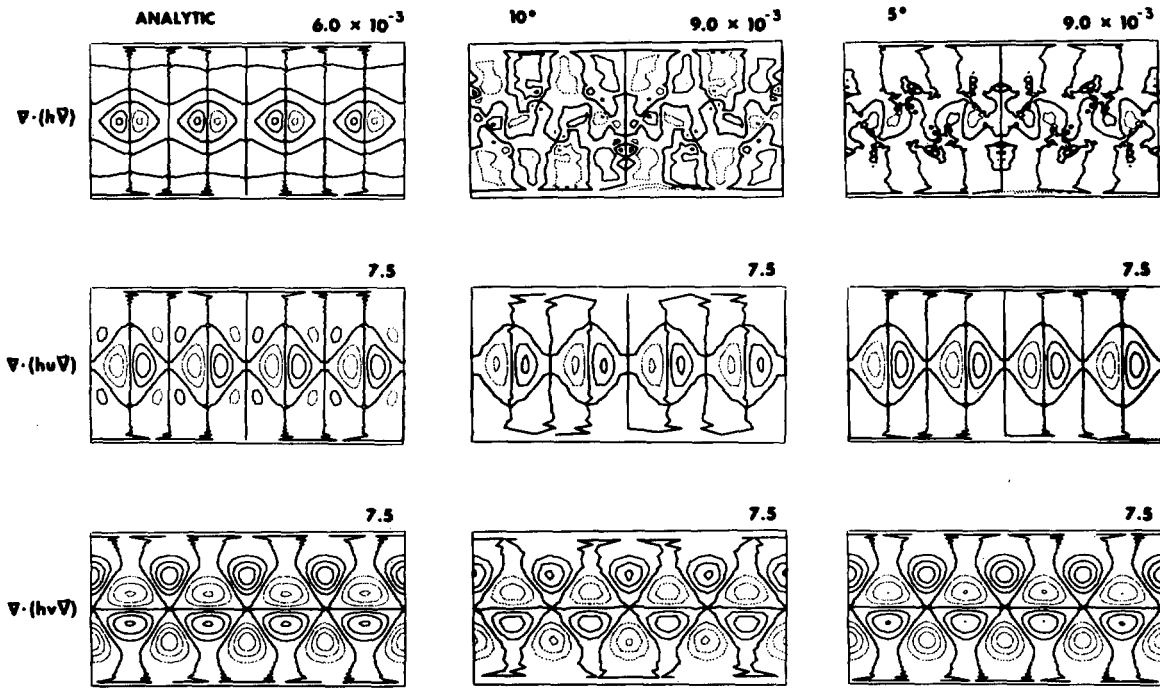 ANALYTIC 6.0 × 10⁻³ 10° 9.0 × 10⁻³ 5° 9.0 × 10⁻³
∇·(hV̄)
7.5 7.5 7.5
∇·(huV̄)
7.5 7.5 7.5
∇·(hvV̄)